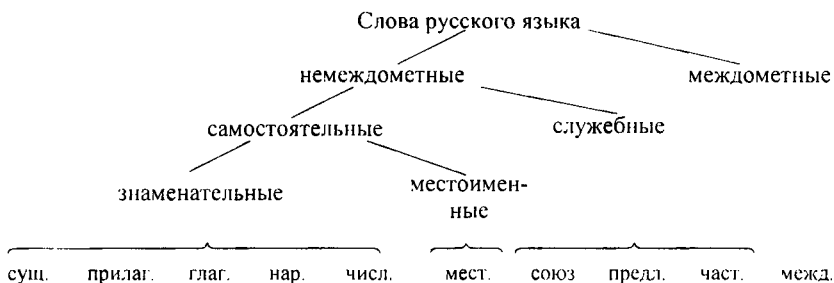 Слова русского языка
немеждометные междометные
самостоятельные служебные
знаменательные местоимен-
ные
сущ. прилаг. глаг. нар. числ. мест. союз предл. част. межд.